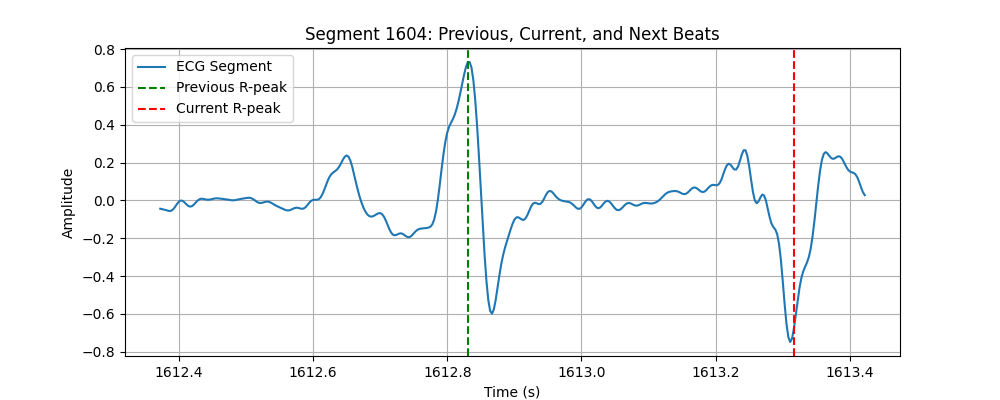 Segment 1604: Previous, Current, and Next Beats
ECG Segment
Previous R-peak
Current R-peak
Amplitude
0.8
0.6
0.4
0.2
0.0
−0.2
−0.4
−0.6
−0.8
1612.4 1612.6 1612.8 1613.0 1613.2 1613.4
Time (s)